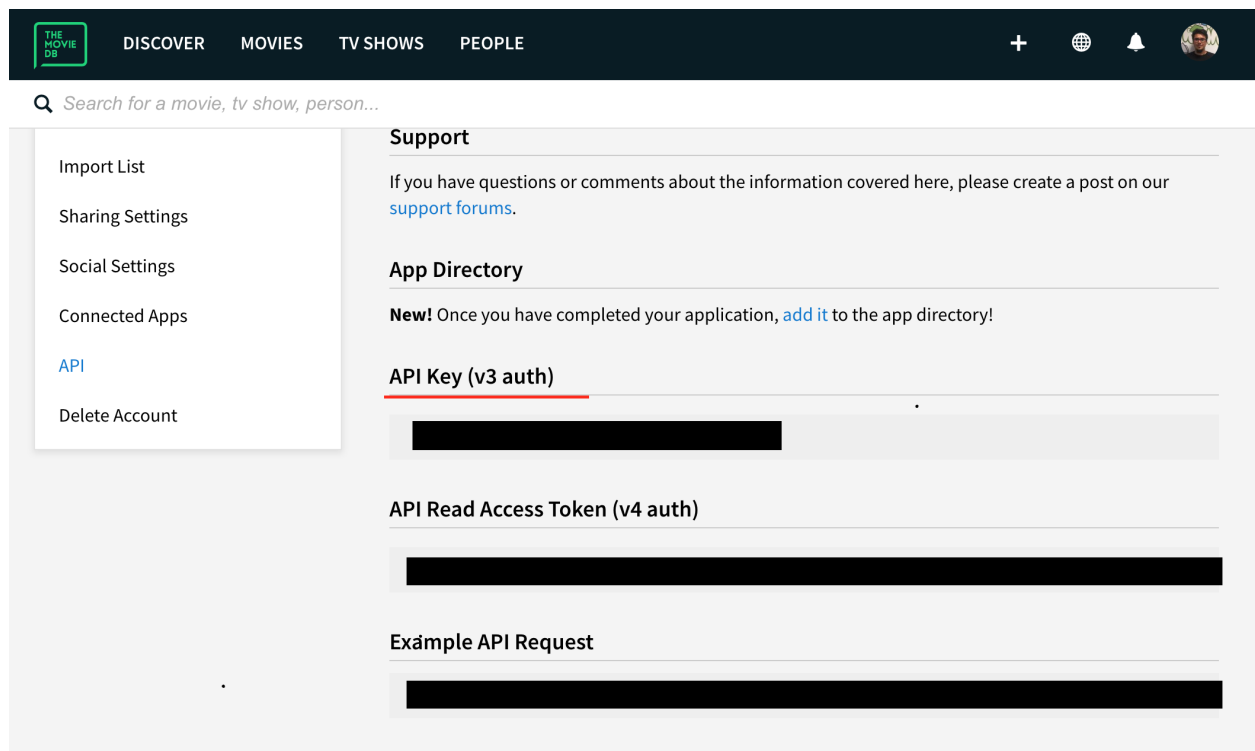 THE
MOVIE
DB
DISCOVER MOVIES TV SHOWS PEOPLE
Search for a movie, tv show, person...
Import List
Sharing Settings
Social Settings
Connected Apps
API
Delete Account
Support
If you have questions or comments about the information covered here, please create a post on our
support forums.
App Directory
New! Once you have completed your application, add it to the app directory!
API Key (v3 auth)
API Read Access Token (v4 auth)
Example API Request